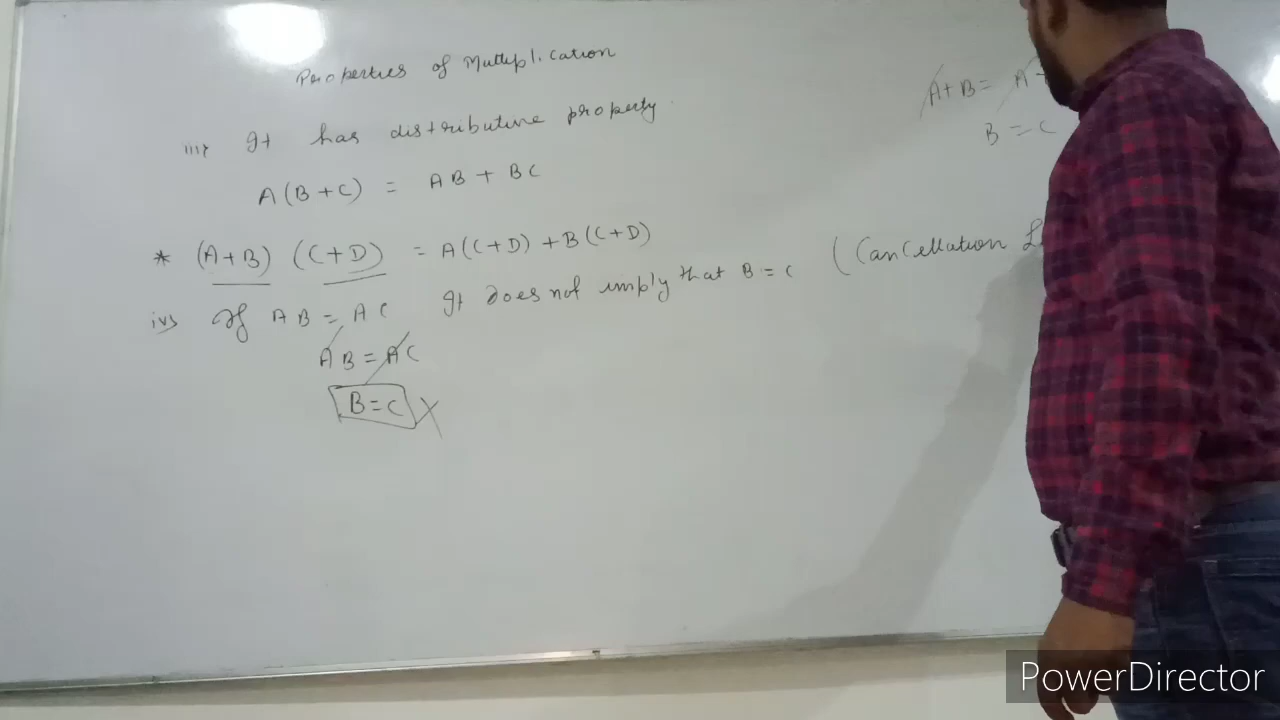 Properties of Multiplication
iii, It has distributive property.
A(B+C) = AB + BC
* (A+B) (C+D) = A(C+D) + B(C+D)
iv, If AB = AC It does not imply that B = C (Cancellation
AB = AC
B=C X
A+B = A
B = C
PowerDirector